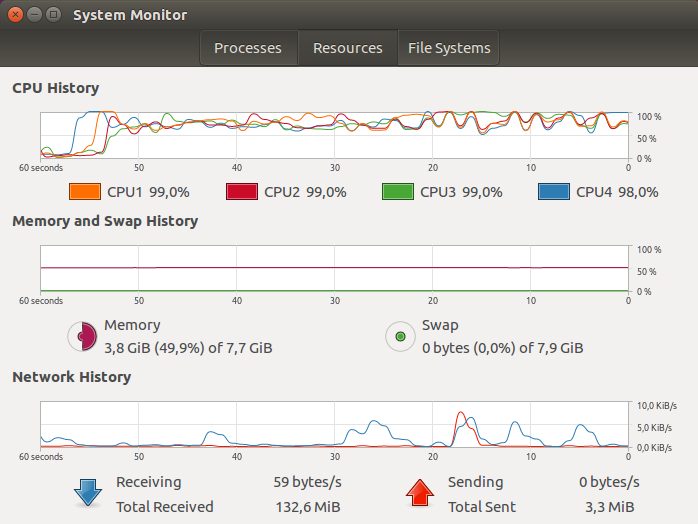 System Monitor
Processes Resources File Systems
CPU History
100 %
50 %
0 %
60 seconds 50 40 30 20 10 0
CPU1 99,0% CPU2 99,0% CPU3 99,0% CPU4 98,0%
Memory and Swap History
100 %
50 %
0 %
60 seconds 50 40 30 20 10 0
Memory Swap
3,8 GiB (49,9%) of 7,7 GiB 0 bytes (0,0%) of 7,9 GiB
Network History
10,0 KiB/s
5,0 KiB/s
0,0 KiB/s
60 seconds 50 40 30 20 10 0
Receiving 59 bytes/s Sending 0 bytes/s
Total Received 132,6 MiB Total Sent 3,3 MiB